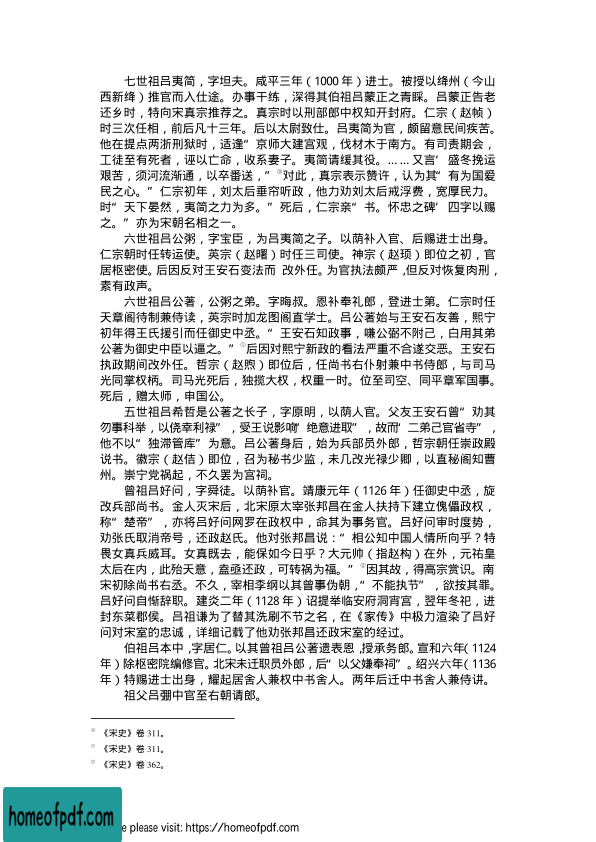 七世祖吕夷简，字坦夫。咸平三年（1000年）进士。被授以绛州（今山
西新绛）推官而入仕途。办事干练，深得其伯祖吕蒙正之青睬。吕蒙正告老
还乡时，特向宋真宗推荐之。真宗时以刑部郎中权知开封府。仁宗（赵帧）
时三次任相，前后凡十三年。后以太尉致仕。吕夷简为官，颇留意民间疾苦。
他在提点两浙刑狱时，适逢“京师大建宫观，伐材木于南方。有司责期会，
工徒至有死者，诬以亡命，收系妻子。夷简请缓其役。……又言‘盛冬挽运
艰苦，须河流渐通，以卒番送，”对此，真宗表示赞许，认为其“有为国爱
民之心。”仁宗初年，刘太后垂帘听政，他力劝刘太后戒浮费，宽厚民力。
时“天下晏然，夷简之力为多。”死后，仁宗亲“书。怀忠之碑’四字以赐
之。”亦为宋朝名相之一。
六世祖吕公粥，字宝臣，为吕夷简之子。以荫补入官、后赐进士出身。
仁宗朝时任转运使。英宗（赵曙）时任三司使。神宗（赵顼）即位之初，官
居枢密使。后因反对王安石变法而 改外任。为官执法颇严，但反对恢复肉刑，
素有政声。
六世祖吕公著，公粥之弟。字晦叔。恩补奉礼郎，登进士第。仁宗时任
天章阁待制兼侍读，英宗时加龙图阁直学士。吕公著始与王安石友善，熙宁
初年得王氏援引而任御史中丞。“王安石知政事，嗛公弼不附己，白用其弟
公著为御史中臣以逼之。”后因对熙宁新政的看法严重不合遂交恶。王安石
执政期间改外任。哲宗（赵煦）即位后，任尚书右仆射兼中书侍郎，与司马
光同掌权柄。司马光死后，独揽大权，权重一时。位至司空、同平章军国事。
死后，赠太师，申国公。
五世祖吕希哲是公著之长子，字原明，以荫人官。父友王安石曾“劝其
勿事科举，以侥幸利禄”，受王说影响“绝意进取”，故而“二弟己官省寺”，
他不以“独滞管库”为意。吕公著身后，始为兵部员外郎，哲宗朝任崇政殿
说书。徽宗（赵佶）即位，召为秘书少监，未几改光禄少卿，以直秘阁知曹
州。崇宁党祸起，不久罢为宫祠。
曾祖吕好问，字舜徒。以荫补官。靖康元年（1126年）任御史中丞，旋
改兵部尚书。金人灭宋后，北宋原太宰张邦昌在金人扶持下建立傀儡政权，
称“楚帝”，亦将吕好问网罗在政权中，命其为事务官。吕好问审时度势，
劝张氏取消帝号，还政赵氏。他对张邦昌说：“相公知中国人情所向乎？特
畏女真兵威耳。女真既去，能保如今日乎？大元帅（指赵构）在外，元祐皇
太后在内，此殆天意，盍亟还政，可转祸为福。”因其故，得高宗赏识。南
宋初除尚书右丞。不久，宰相李纲以其曾事伪朝，“不能执节”，欲按其罪。
吕好问自惭辞职。建炎二年（1128年）诏提举临安府洞宵宫，翌年冬祀，进
封东菜郡侯。吕祖谦为了替其洗刷不节之名，在《家传》中极力渲染了吕好
问对宋室的忠诚，详细记载了他劝张邦昌还政宋室的经过。
伯祖吕本中，字居仁。以其曾祖吕公著遗表恩，授承务郎。宣和六年（1124
年）除枢密院编修官。北宋末迁职员外郎，后“以父嫌奉祠”。绍兴六年（1136
年）特赐进士出身，耀起居舍人兼权中书舍人。两年后迁中书舍人兼侍讲。
祖父吕弸中官至右朝请郎。
《宋史》卷 311。
《宋史》卷 311。
《宋史》卷 362。
homeofpdf.com
e please visit: https://homeofpdf.com